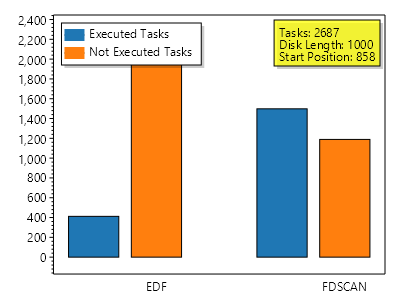 2,400
2,200
2,000
1,800
1,600
1,400
1,200
1,000
800
600
400
200
0
Executed Tasks
Not Executed Tasks
Tasks: 2687
Disk Length: 1000
Start Position: 858
EDF
FDSCAN